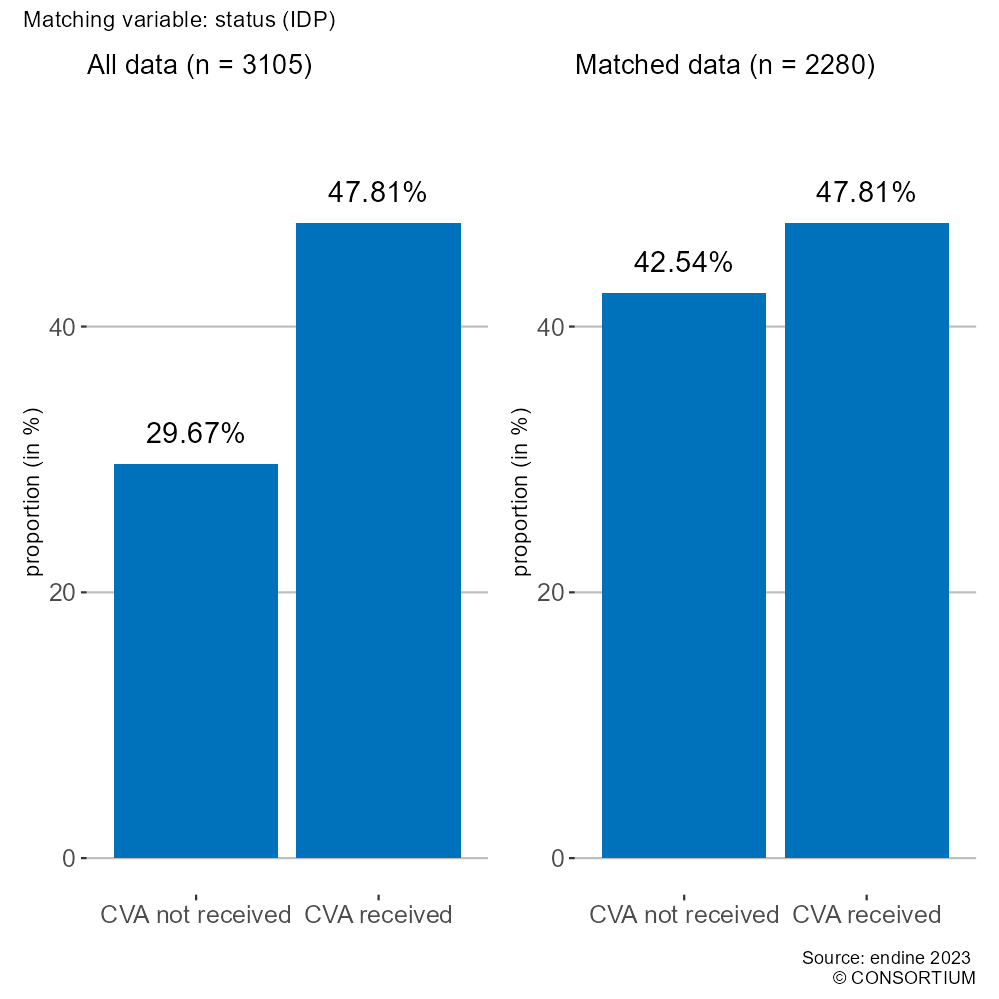 Matching variable: status (IDP)
All data (n = 3105)
47.81%
29.67%
40
20
0
proportion (in %)
CVA not received
CVA received
Matched data (n = 2280)
47.81%
42.54%
40
20
0
proportion (in %)
CVA not received
CVA received
Source: endine 2023
© CONSORTIUM